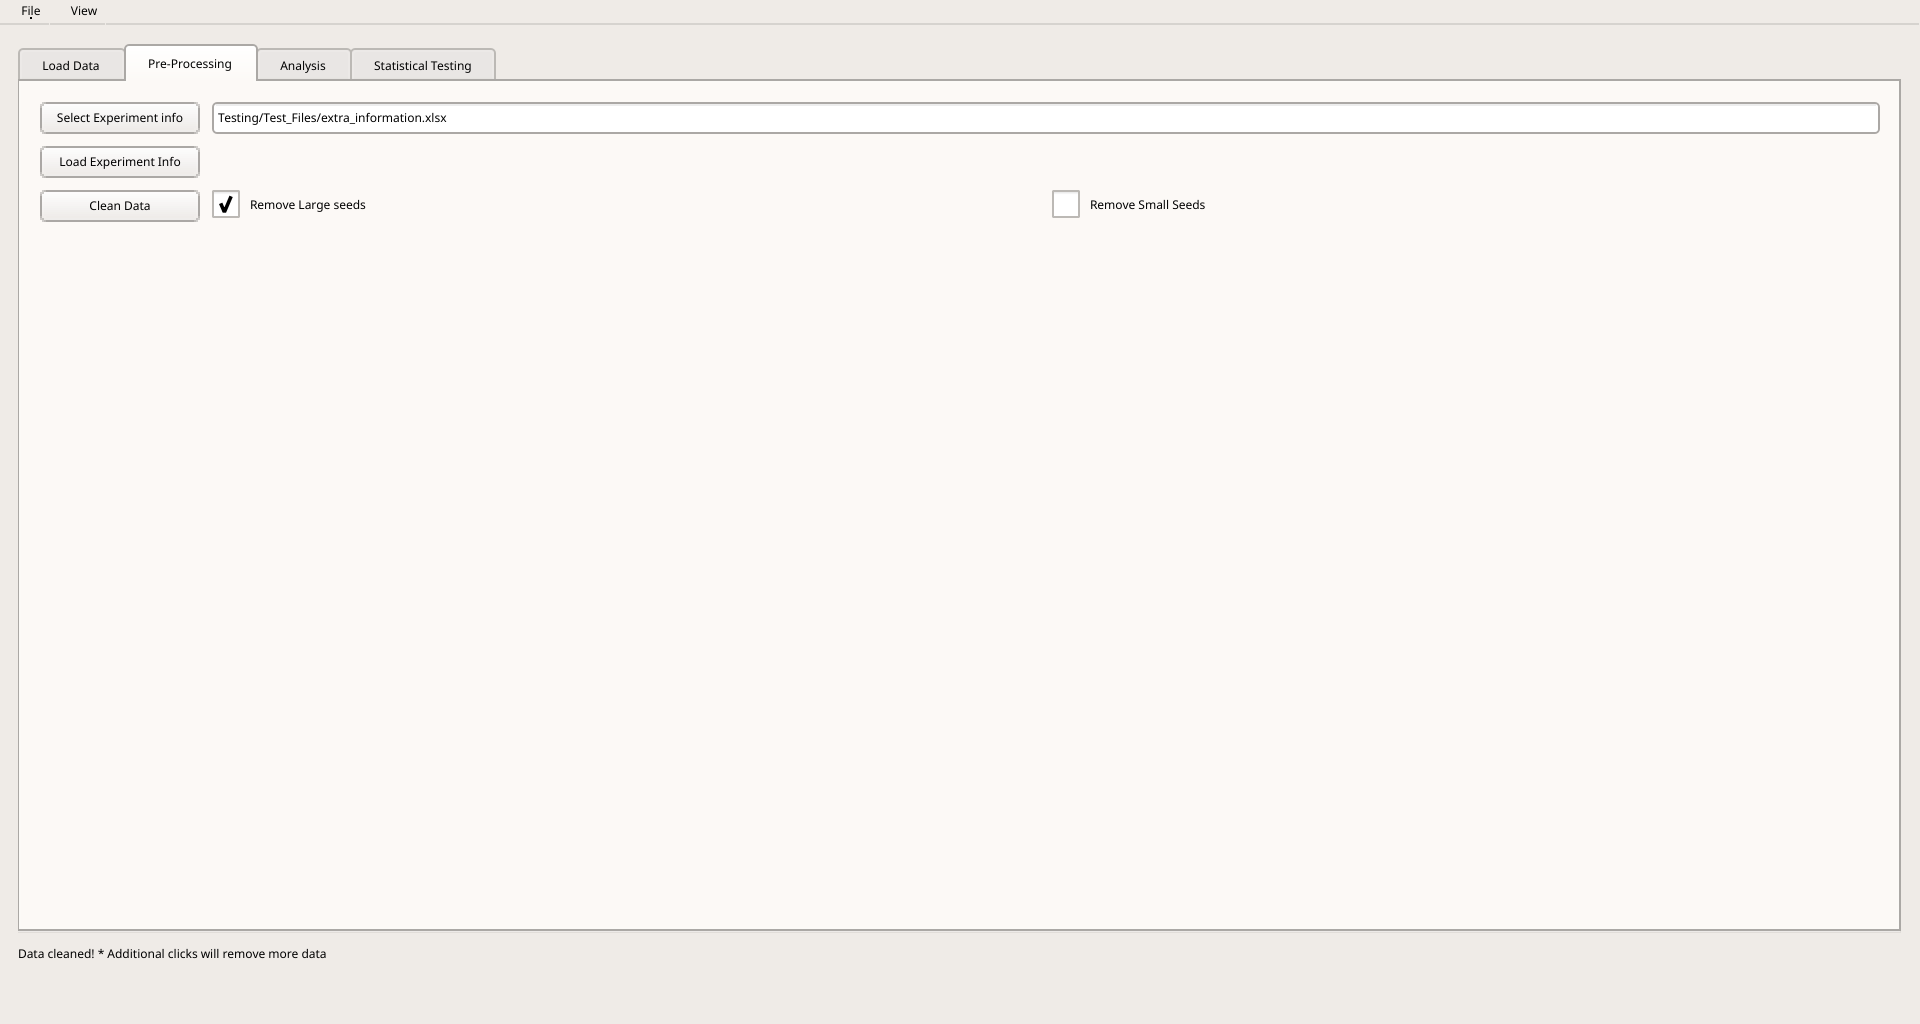 File View
Load Data Pre-Processing Analysis Statistical Testing
Select Experiment info Testing/Test_Files/extra_information.xlsx
Load Experiment Info
Clean Data Remove Large seeds Remove Small Seeds
Data cleaned! * Additional clicks will remove more data